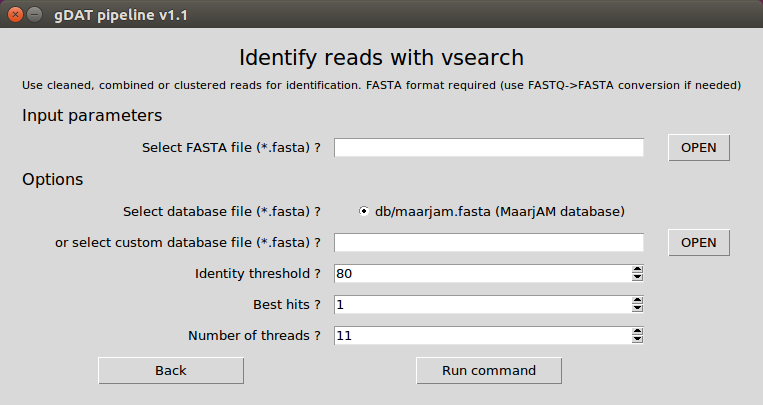 gDAT pipeline v1.1
Identify reads with vsearch
Use cleaned, combined or clustered reads for identification. FASTA format required (use FASTQ->FASTA conversion if needed)
Input parameters
Select FASTA file (*.fasta) ? OPEN
Options
Select database file (*.fasta) ? db/maarjam.fasta (MaarjAM database)
or select custom database file (*.fasta) ? OPEN
Identity threshold ? 80
Best hits ? 1
Number of threads ? 11
Back Run command